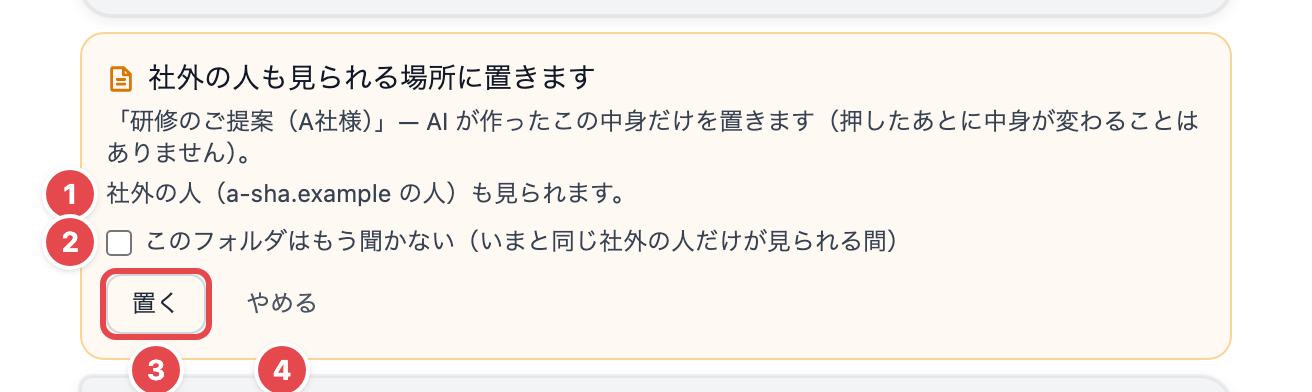 社外の人も見られる場所に置きます
「研修のご提案（A社様）」— AI が作ったこの中身だけを置きます（押したあとに中身が変わることは
ありません）。
1 社外の人（a-sha.example の人）も見られます。
2 このフォルダはもう聞かない（いまと同じ社外の人だけが見られる間）
置く やめる
3 4